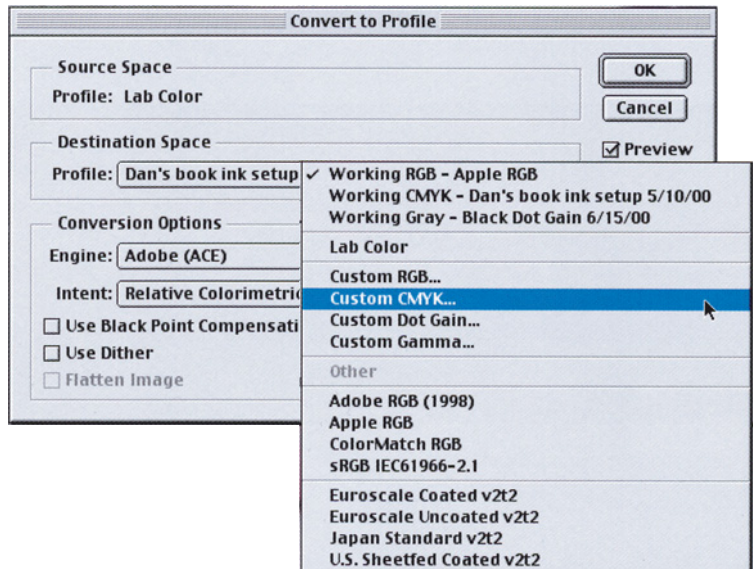 Convert to Profile
Source Space
Profile: Lab Color
OK
Cancel
Destination Space
Preview
Profile: Dan's book ink setup
Working RGB – Apple RGB
Working CMYK – Dan's book ink setup 5/10/00
Working Gray – Black Dot Gain 6/15/00
Lab Color
Custom RGB...
Custom CMYK...
Custom Dot Gain...
Custom Gamma...
Other
Adobe RGB (1998)
Apple RGB
ColorMatch RGB
sRGB IEC61966-2.1
Euroscale Coated v2t2
Euroscale Uncoated v2t2
Japan Standard v2t2
U.S. Sheetfed Coated v2t2
Conversion Options
Engine: Adobe (ACE)
Intent: Relative Colorimetri
Use Black Point Compensati
Use Dither
Flatten Image